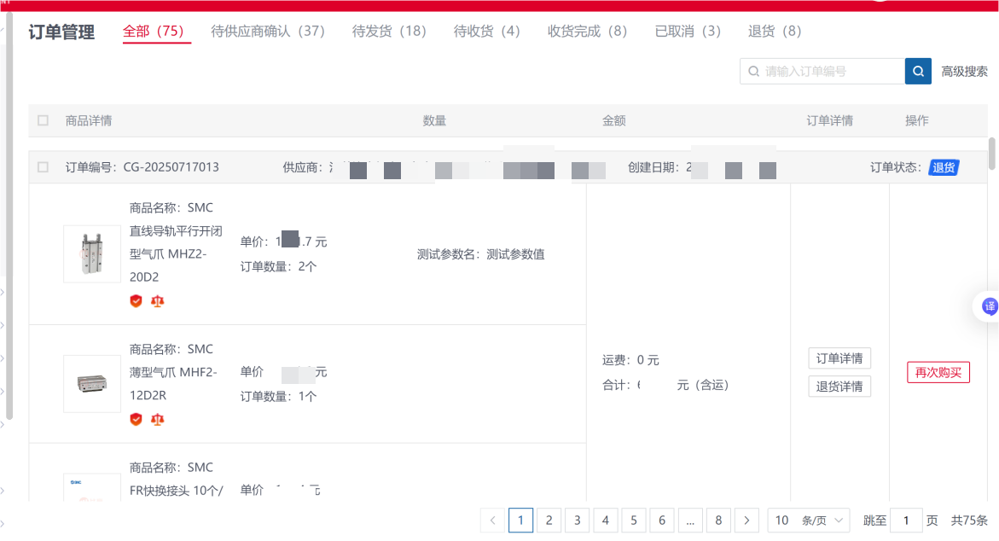 订单管理 全部（75） 待供应商确认（37） 待发货（18） 待收货（4） 收货完成（8） 已取消（3） 退货（8）
请输入订单编号 高级搜索
商品详情 数量 金额 订单详情 操作
订单编号：CG-20250717013 供应商： 创建日期：2 订单状态：退货
商品名称：SMC
直线导轨平行开闭
型气爪 MHZ2-
20D2
单价：1 .7 元
订单数量：2个
测试参数名：测试参数值
商品名称：SMC
薄型气爪 MHF2-
12D2R
单价 元
订单数量：1个
运费：0 元
合计： 元（含运）
订单详情
退货详情
再次购买
译
商品名称：SMC
FR快换接头 10个/
单价 元
SMC
1 2 3 4 5 6 ... 8 10 条/页 跳至 1 页 共75条